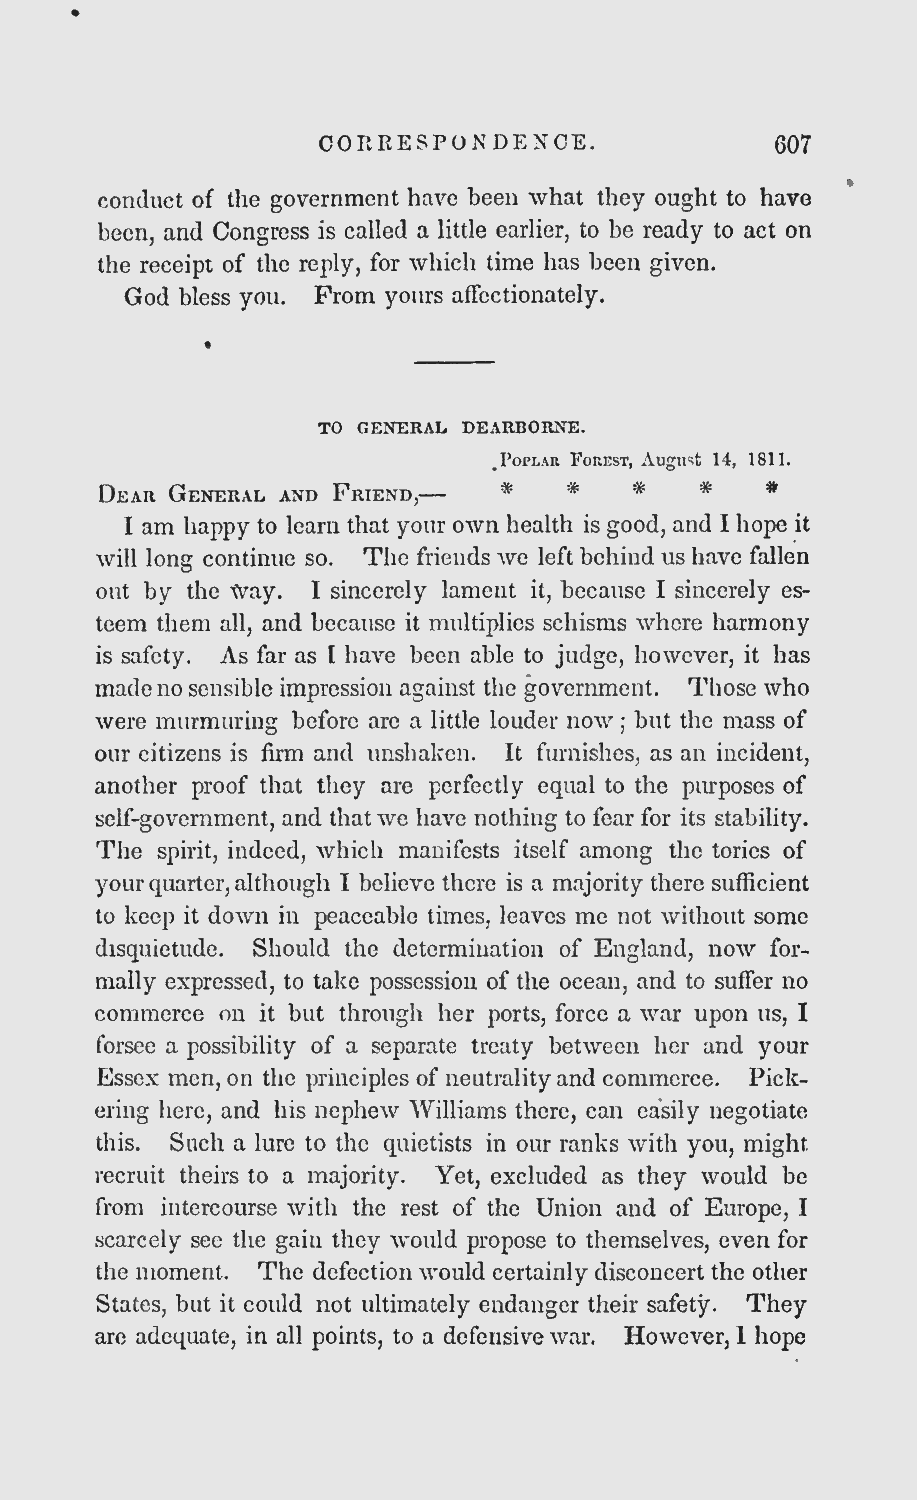 CORRESPONDENCE. 607
conduct of the government have been what they ought to have
been, and Congress is called a little earlier, to be ready to act on
the receipt of the reply, for which time has been given.
God bless you. From yours affectionately.
TO GENERAL DEARBORNE.
Poplar Forest, August 14, 1811.
Dear General and Friend,— * * * * *
I am happy to learn that your own health is good, and I hope it
will long continue so. The friends we left behind us have fallen
out by the way. I sincerely lament it, because I sincerely es-
teem them all, and because it multiplies schisms where harmony
is safety. As far as I have been able to judge, however, it has
made no sensible impression against the government. Those who
were murmuring before are a little louder now; but the mass of
our citizens is firm and unshaken. It furnishes, as an incident,
another proof that they are perfectly equal to the purposes of
self-government, and that we have nothing to fear for its stability.
The spirit, indeed, which manifests itself among the tories of
your quarter, although I believe there is a majority there sufficient
to keep it down in peaceable times, leaves me not without some
disquietude. Should the determination of England, now for-
mally expressed, to take possession of the ocean, and to suffer no
commerce on it but through her ports, force a war upon us, I
forsee a possibility of a separate treaty between her and your
Essex men, on the principles of neutrality and commerce. Pick-
ering here, and his nephew Williams there, can easily negotiate
this. Such a lure to the quietists in our ranks with you, might
recruit theirs to a majority. Yet, excluded as they would be
from intercourse with the rest of the Union and of Europe, I
scarcely see the gain they would propose to themselves, even for
the moment. The defection would certainly disconcert the other
States, but it could not ultimately endanger their safety. They
are adequate, in all points, to a defensive war. However, I hope